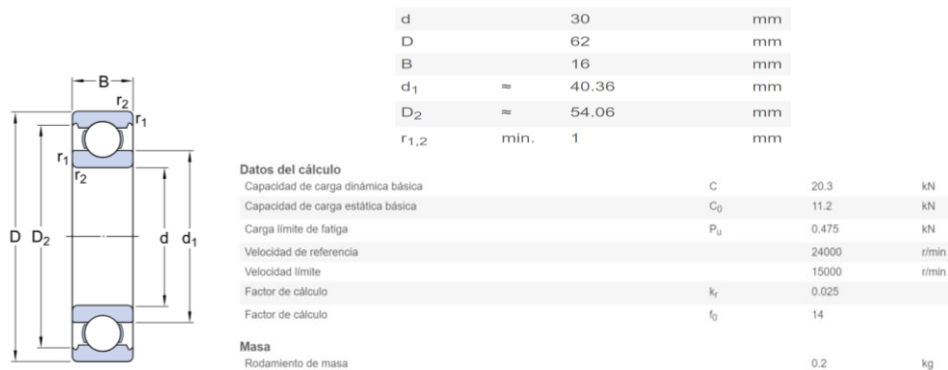 d 30 mm
D 62 mm
B 16 mm
d1 ≈ 40.36 mm
D2 ≈ 54.06 mm
r1,2 min. 1 mm
B
r2
r1
r1
r2
D D2 d d1
Datos del cálculo
Capacidad de carga dinámica básica C 20.3 kN
Capacidad de carga estática básica C0 11.2 kN
Carga límite de fatiga Pu 0.475 kN
Velocidad de referencia 24000 r/min
Velocidad límite 15000 r/min
Factor de cálculo kr 0.025
Factor de cálculo f0 14
Masa
Rodamiento de masa 0.2 kg